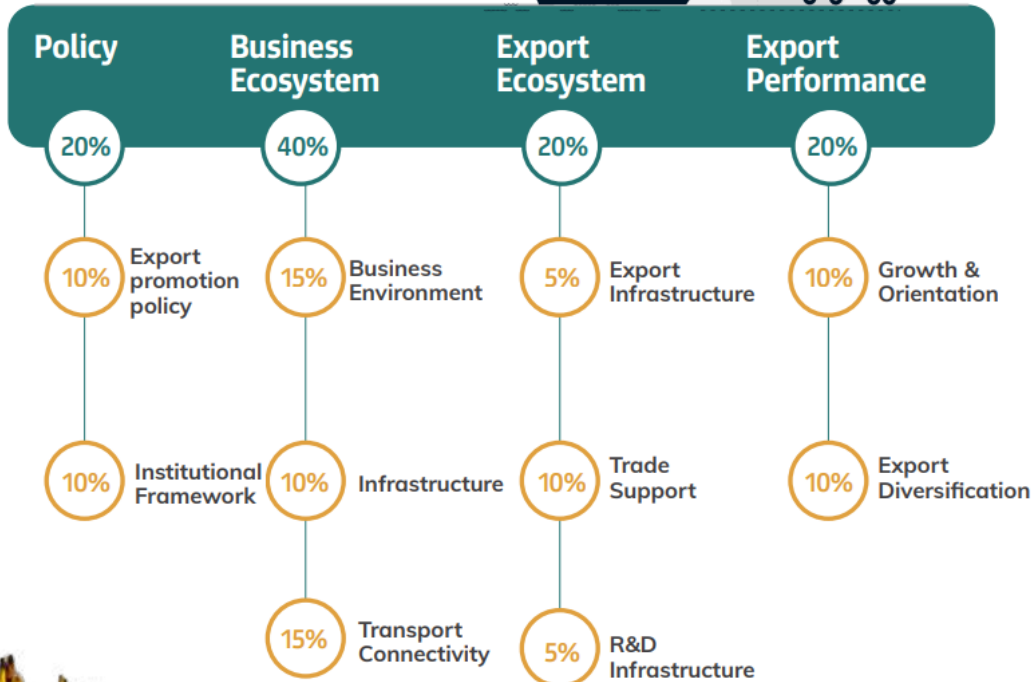 Policy
Business
Ecosystem
Export
Ecosystem
Export
Performance
20%
40%
20%
20%
10%
Export
promotion
policy
15%
Business
Environment
5%
Export
Infrastructure
10%
Growth &
Orientation
10%
Institutional
Framework
10%
Infrastructure
10%
Trade
Support
10%
Export
Diversification
15%
Transport
Connectivity
5%
R&D
Infrastructure